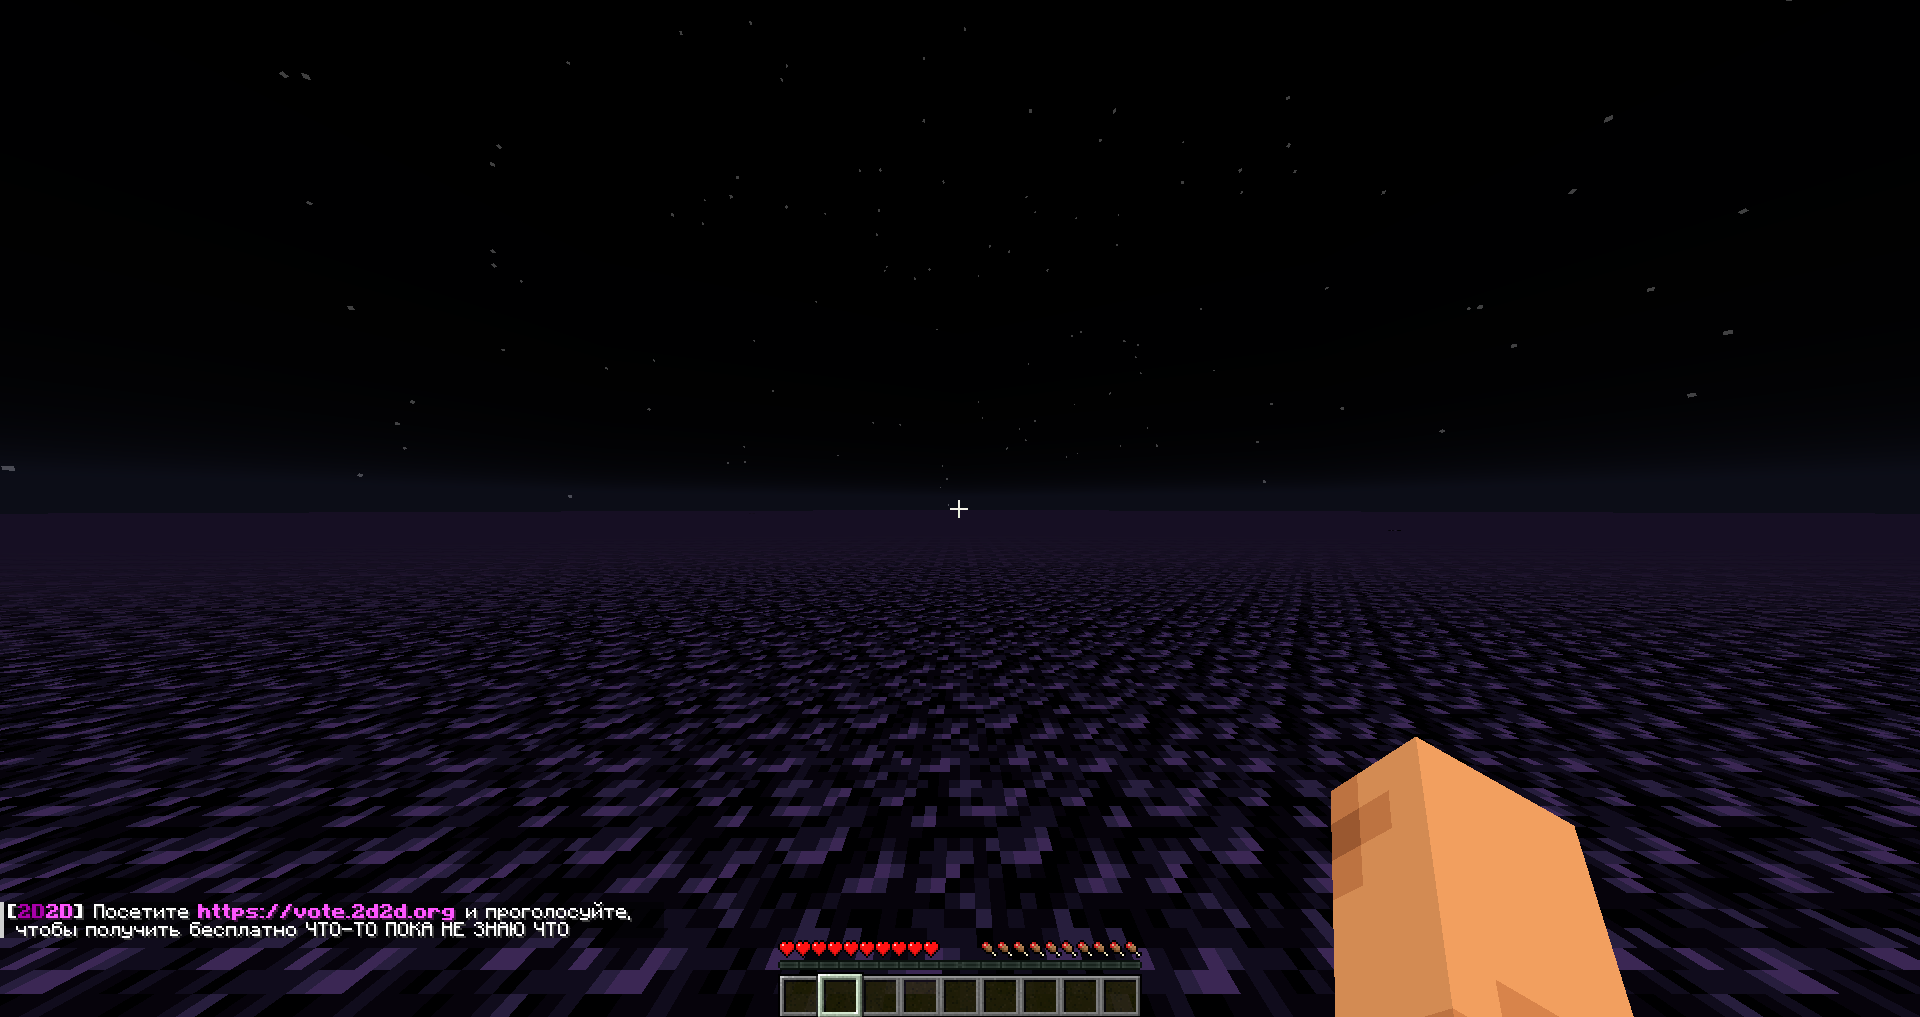 [2D2D] Посетите https://vote.2d2d.org и проголосуйте,
чтобы получить бесплатно ЧТО-ТО ПОКА НЕ ЗНАЮ ЧТО